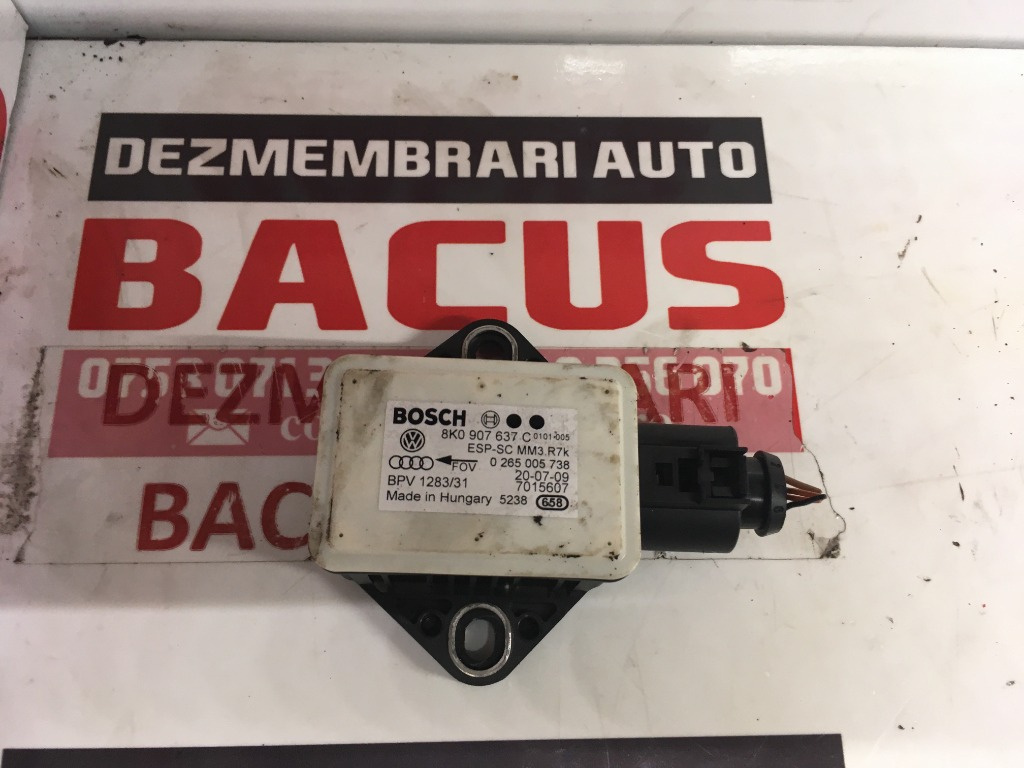 DEZMEMBRARI AUTO
BACUS
DEZM ARI
BAC
BOSCH
8K0 907 637 C 0101-005
ESP-SC MM3.R7k
FOV 0 265 005 738
BPV 1283/31 20-07-09
7015607
Made in Hungary 5238 658